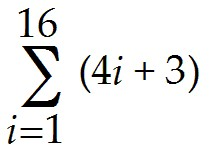 16
∑ (4i + 3)
i=1